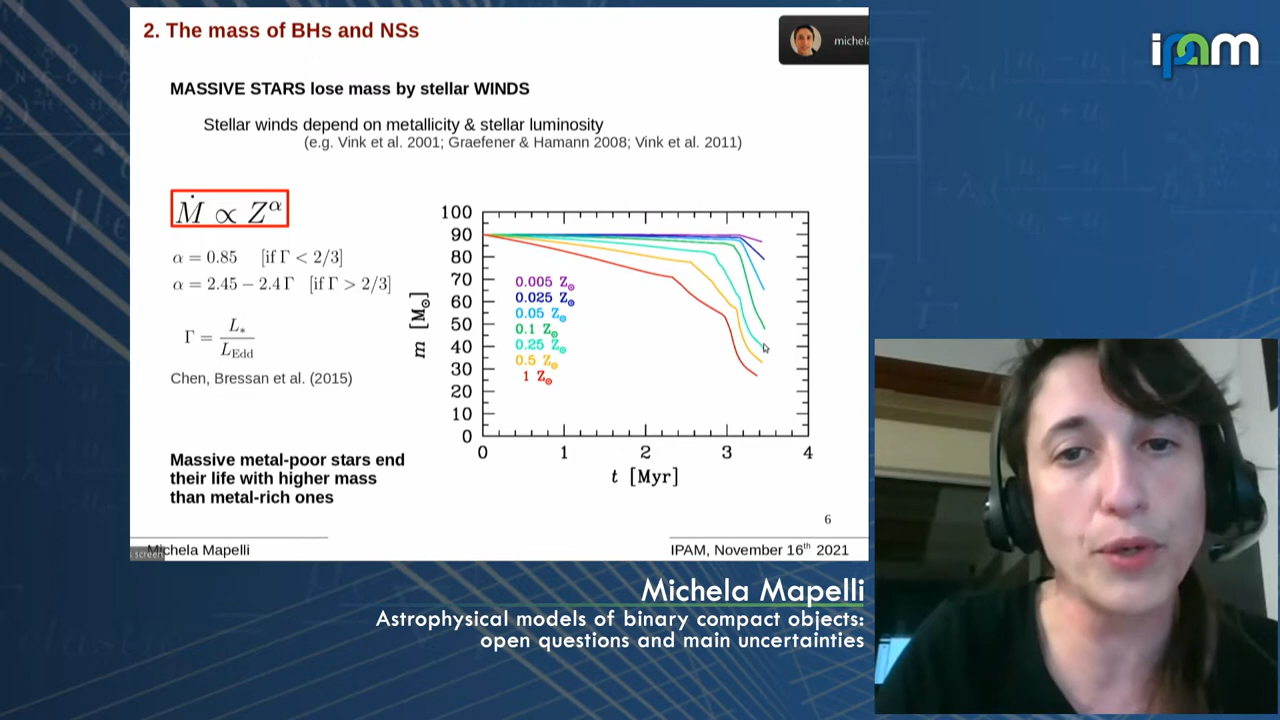 2. The mass of BHs and NSs
michela
ipam
MASSIVE STARS lose mass by stellar WINDS
Stellar winds depend on metallicity & stellar luminosity
(e.g. Vink et al. 2001; Graefener & Hamann 2008; Vink et al. 2011)
Ṁ ∝ Z^α
α = 0.85 [if Γ < 2/3]
α = 2.45 − 2.4 Γ [if Γ > 2/3]
Γ = L_* / L_Edd
Chen, Bressan et al. (2015)
Massive metal-poor stars end
their life with higher mass
than metal-rich ones
100
90
80
70
60
50
40
30
20
10
0
m [M⊙]
0.005 Z⊙
0.025 Z⊙
0.05 Z⊙
0.1 Z⊙
0.25 Z⊙
0.5 Z⊙
1 Z⊙
0 1 2 3 4
t [Myr]
6
screen
Michela Mapelli
IPAM, November 16th 2021
Michela Mapelli
Astrophysical models of binary compact objects:
open questions and main uncertainties